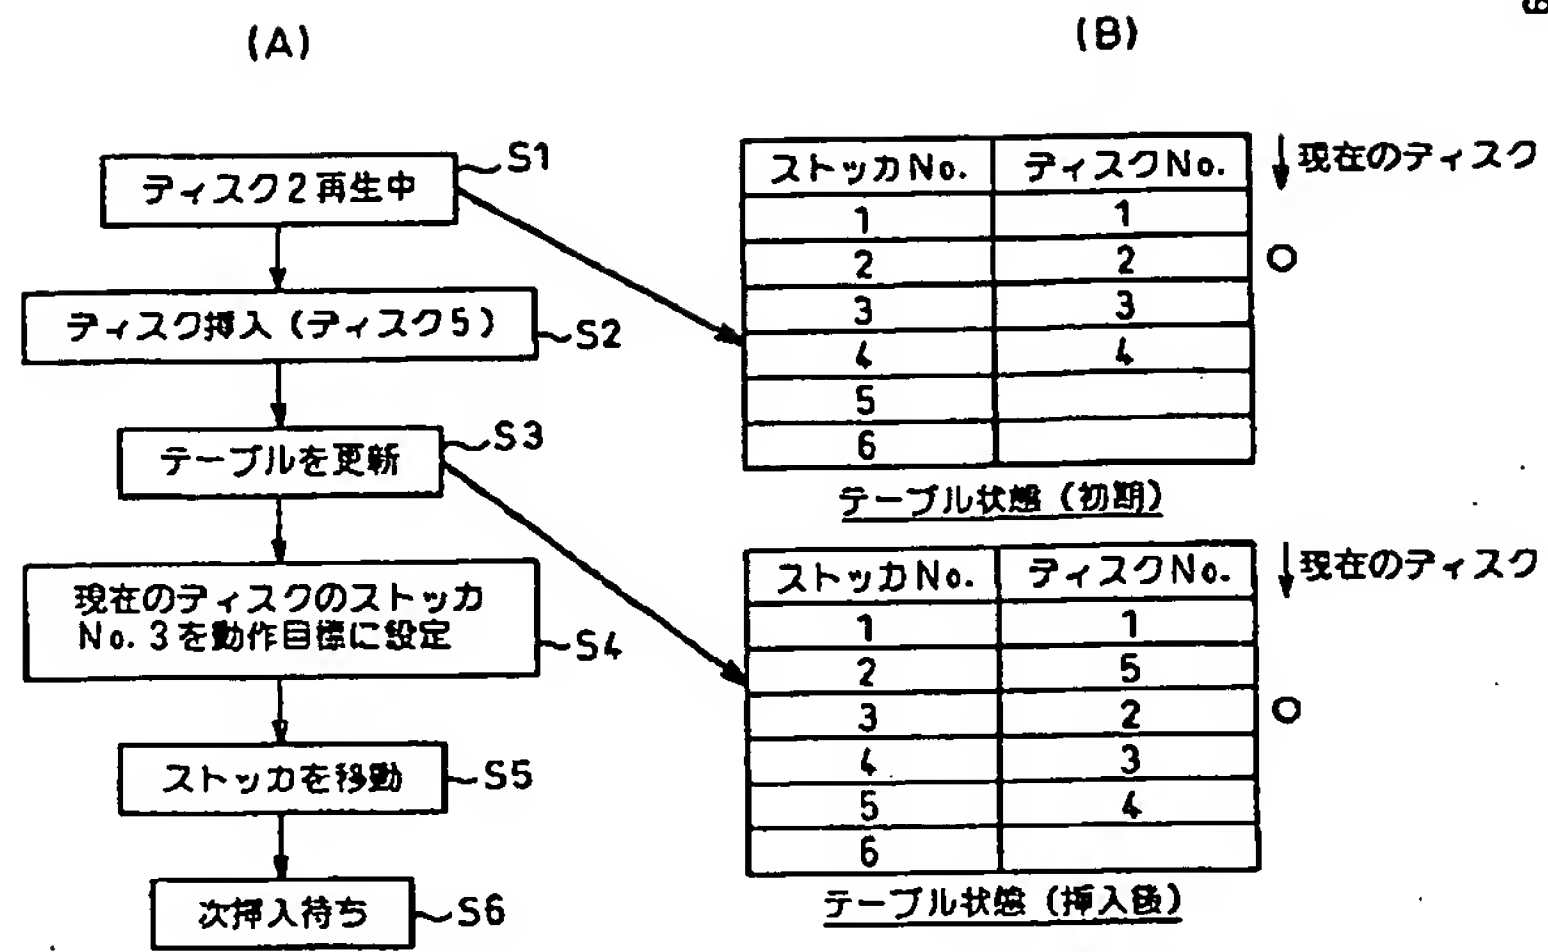 (A)
ディスク2再生中
S1
ディスク挿入(ディスク5)
S2
テーブルを更新
S3
現在のディスクのストッカ
No.3を動作目標に設定
S4
ストッカを移動
S5
次挿入待ち
S6
(B)
ストッカNo. ディスクNo.
↓現在のディスク
1 1
2 2 ○
3 3
4 4
5
6
テーブル状態(初期)
ストッカNo. ディスクNo.
↓現在のディスク
1 1
2 5
3 2 ○
4 3
5 4
6
テーブル状態(挿入後)